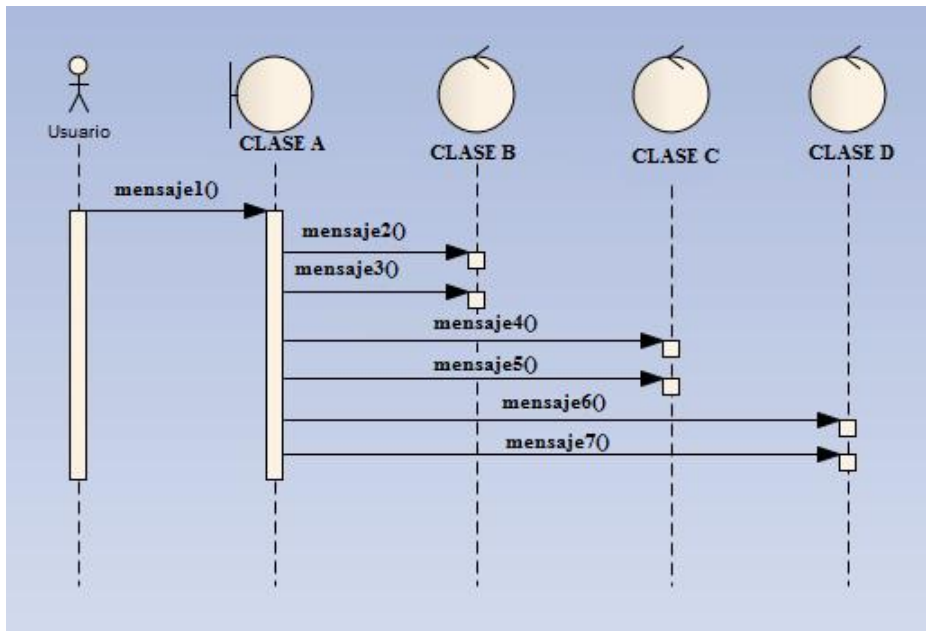 Usuario
CLASE A
CLASE B
CLASE C
CLASE D
mensaje1()
mensaje2()
mensaje3()
mensaje4()
mensaje5()
mensaje6()
mensaje7()